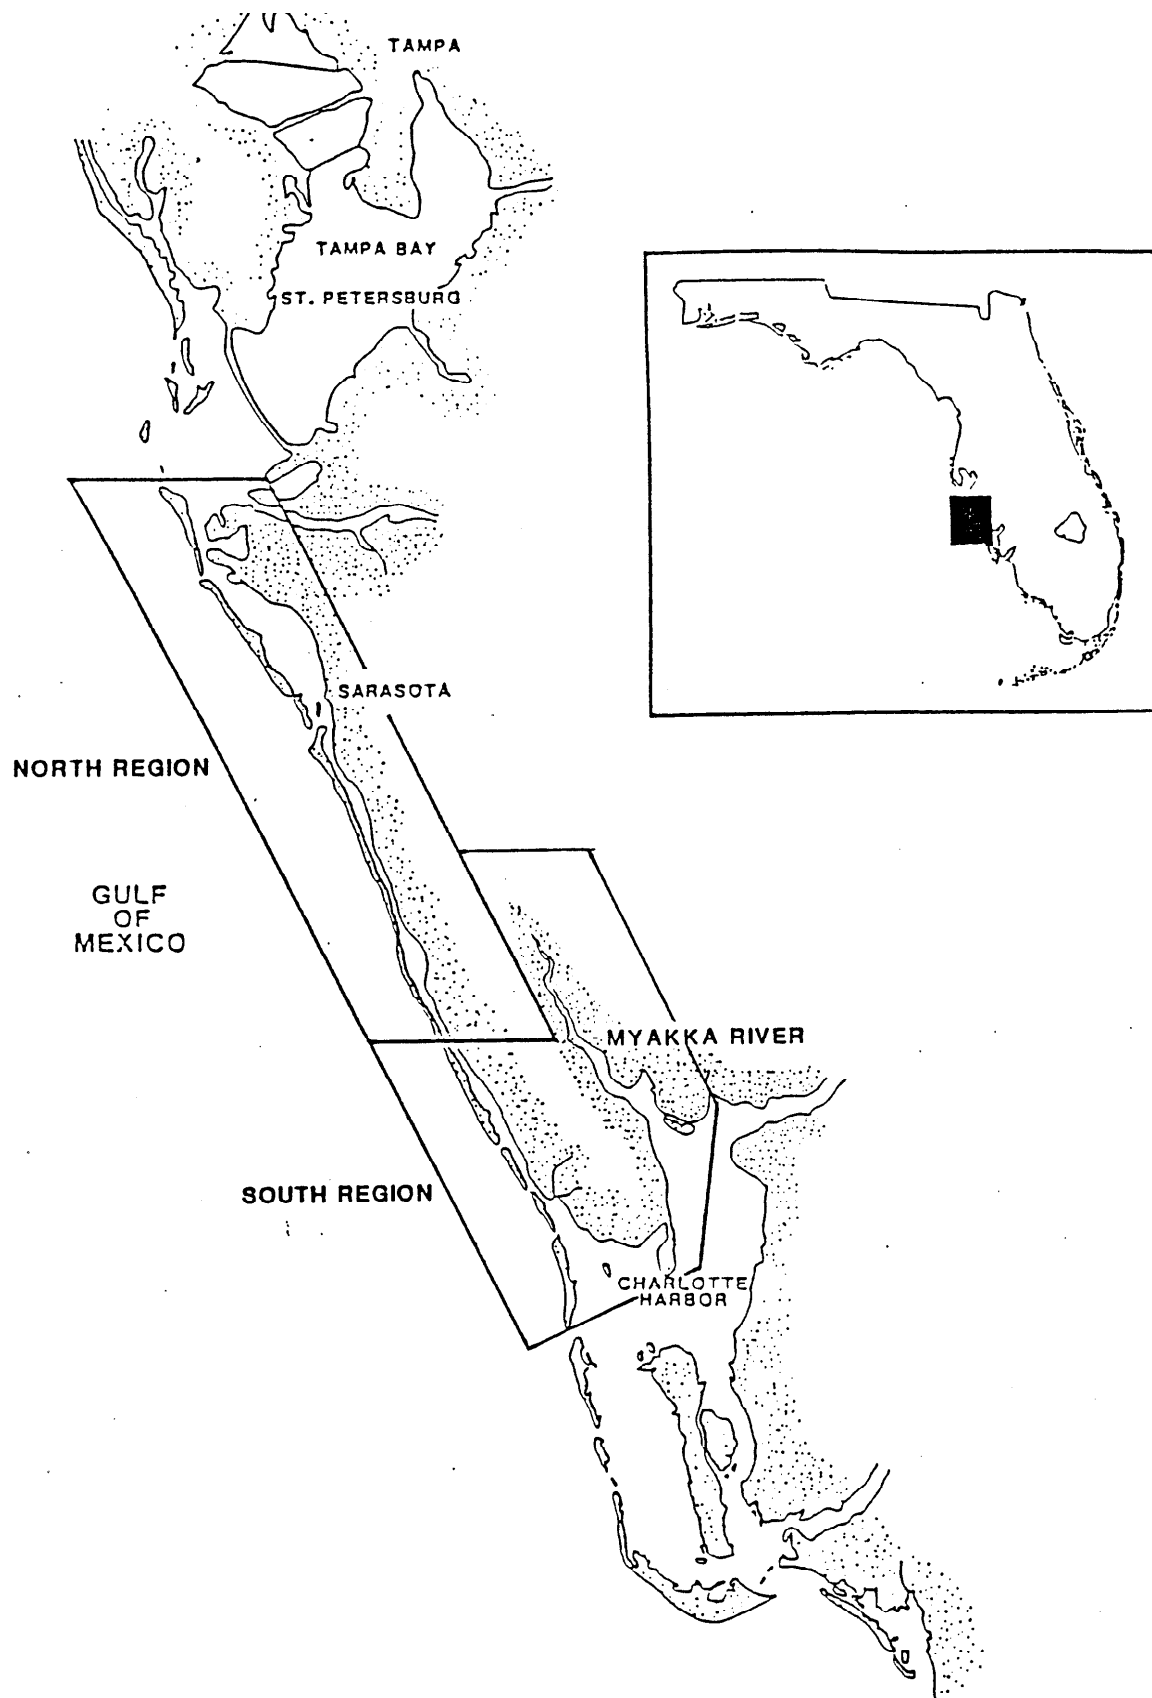 TAMPA
TAMPA BAY
ST. PETERSBURG
SARASOTA
NORTH REGION
GULF
OF
MEXICO
MYAKKA RIVER
SOUTH REGION
CHARLOTTE
HARBOR